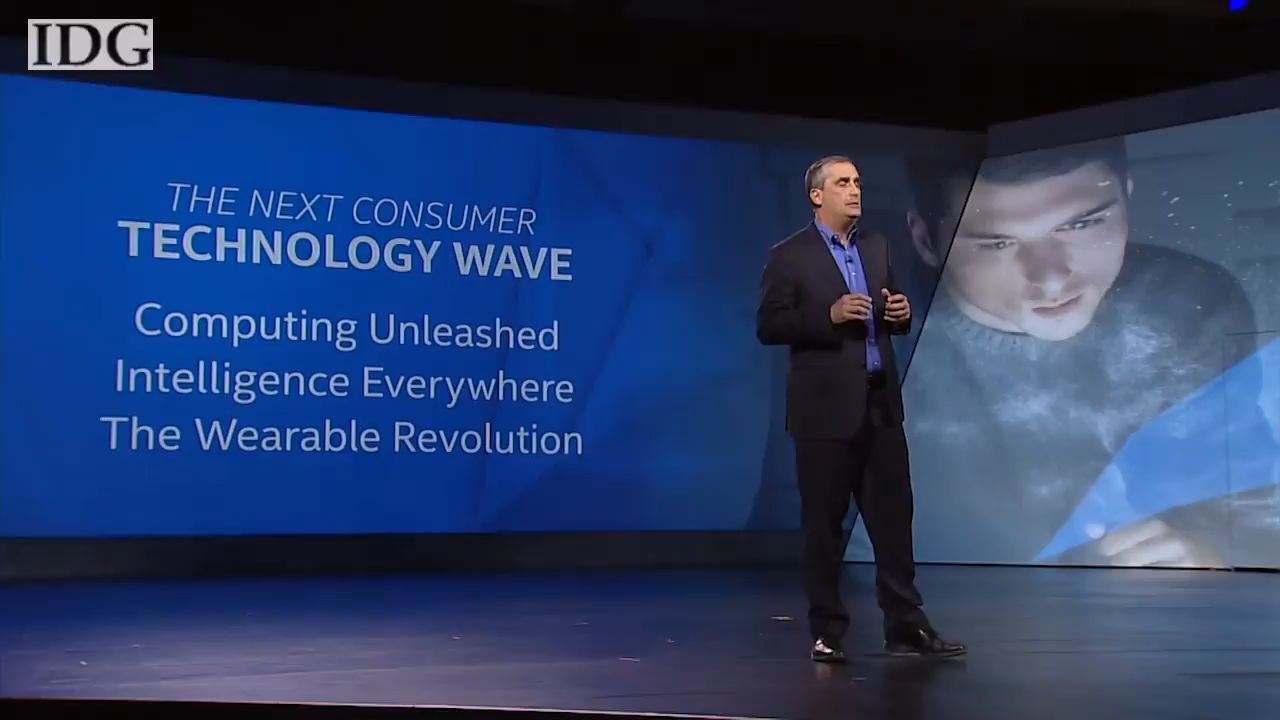 IDG
THE NEXT CONSUMER
TECHNOLOGY WAVE
Computing Unleashed
Intelligence Everywhere
The Wearable Revolution